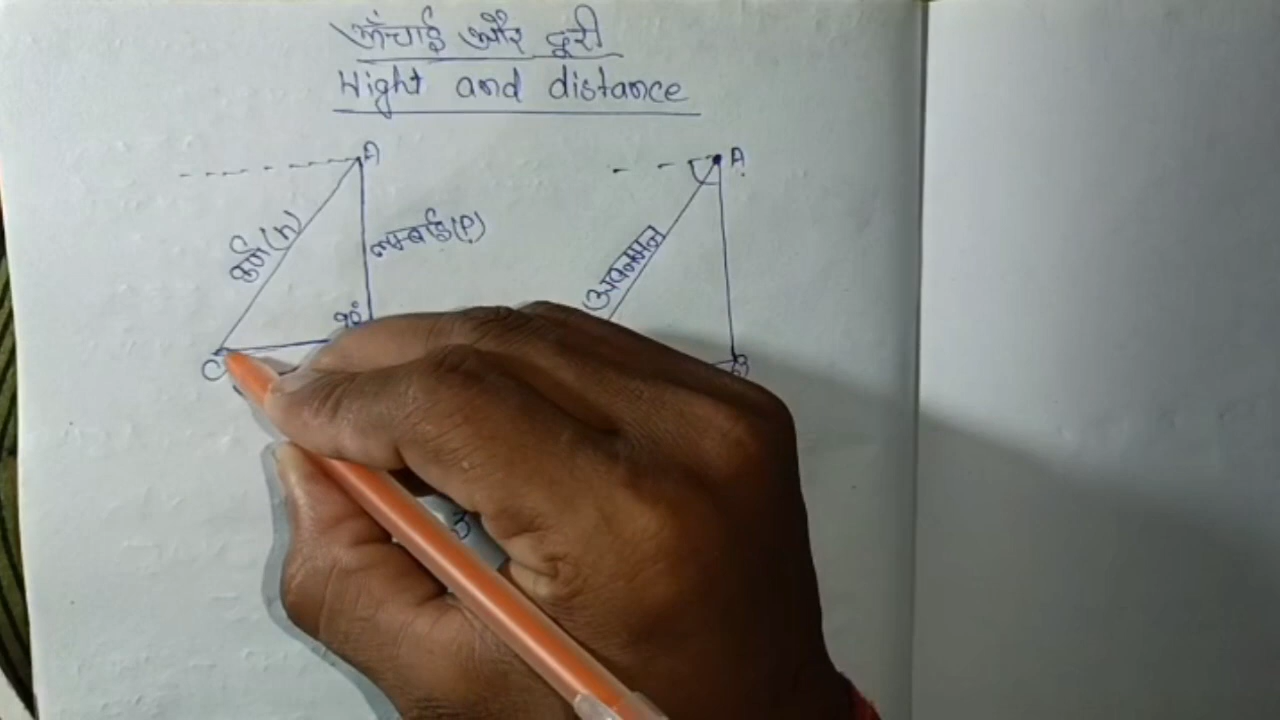 ऊँचाई और दूरी
Hight and distance
A
A
कर्ण(h)
लम्बाई(P)
अवनमन
90°
C
B